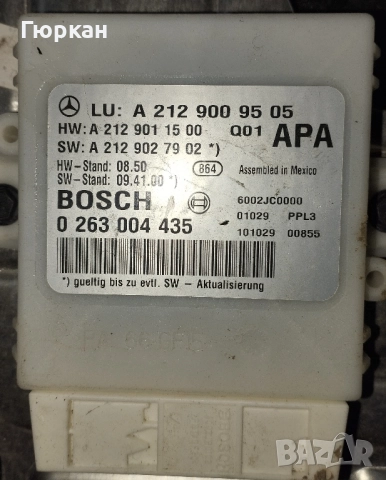 Гюркан
LU: A 212 900 95 05
HW: A 212 901 15 00 Q01 APA
SW: A 212 902 79 02 *)
HW-Stand: 08.50 864 Assembled in Mexico
SW-Stand: 09.41.00 *)
BOSCH 6002JC0000
0 263 004 435 01029 PPL3
101029 00855
*) gueltig bis zu evtl. SW - Aktualisierung
BAZAR